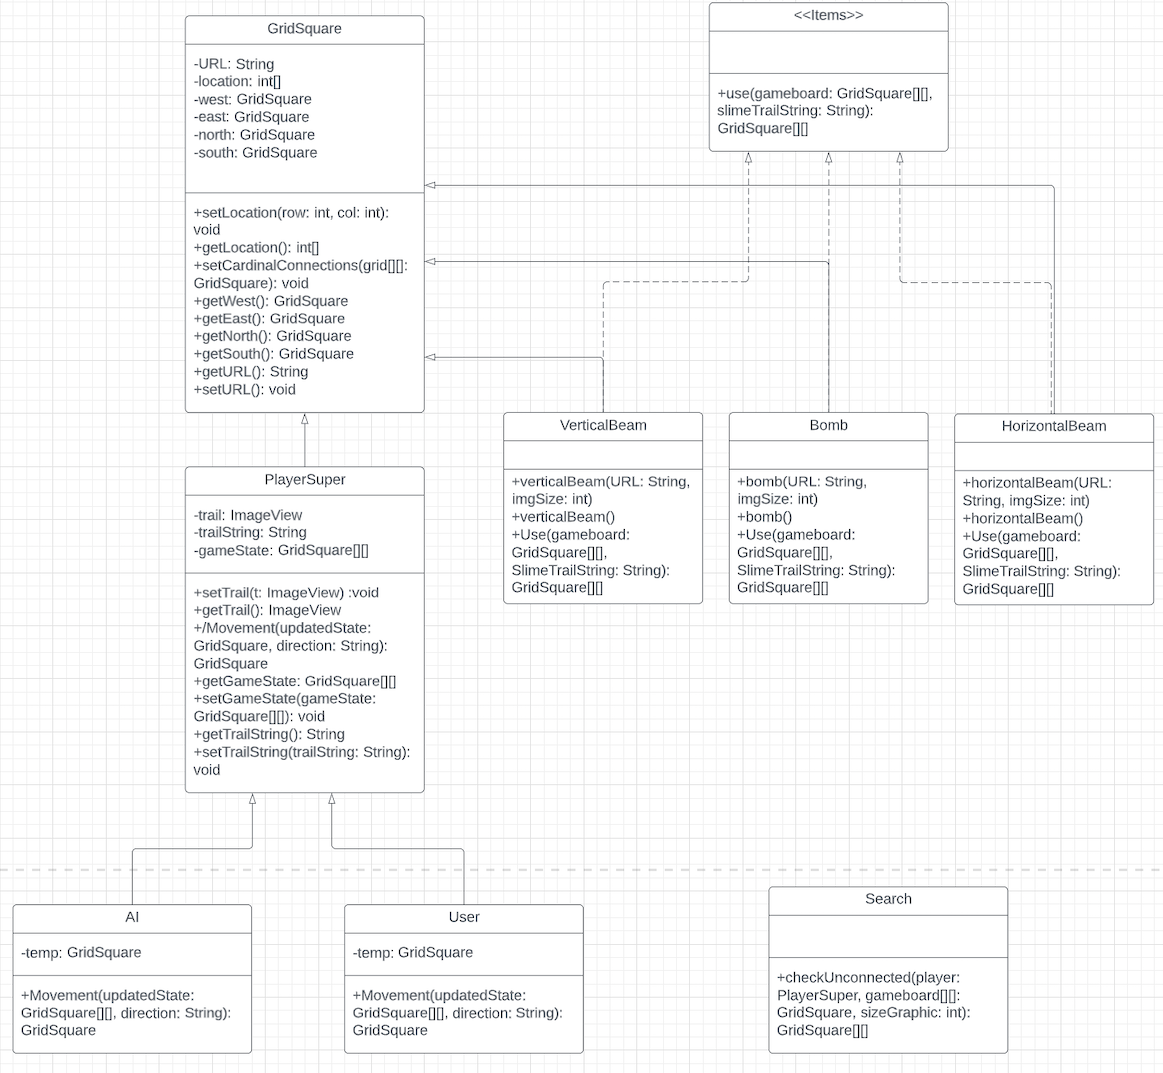 GridSquare
-URL: String
-location: int[]
-west: GridSquare
-east: GridSquare
-north: GridSquare
-south: GridSquare
+setLocation(row: int, col: int):
void
+getLocation(): int[]
+setCardinalConnections(grid[][]:
GridSquare): void
+getWest(): GridSquare
+getEast(): GridSquare
+getNorth(): GridSquare
+getSouth(): GridSquare
+getURL(): String
+setURL(): void
<<Items>>
+use(gameboard: GridSquare[][],
slimeTrailString: String):
GridSquare[][]
VerticalBeam
+verticalBeam(URL: String,
imgSize: int)
+verticalBeam()
+Use(gameboard:
GridSquare[][],
SlimeTrailString: String):
GridSquare[][]
Bomb
+bomb(URL: String,
imgSize: int)
+bomb()
+Use(gameboard:
GridSquare[][],
SlimeTrailString: String):
GridSquare[][]
HorizontalBeam
+horizontalBeam(URL:
String, imgSize: int)
+horizontalBeam()
+Use(gameboard:
GridSquare[][],
SlimeTrailString: String):
GridSquare[][]
PlayerSuper
-trail: ImageView
-trailString: String
-gameState: GridSquare[][]
+setTrail(t: ImageView) :void
+getTrail(): ImageView
+/Movement(updatedState:
GridSquare, direction: String):
GridSquare
+getGameState: GridSquare[][]
+setGameState(gameState:
GridSquare[][]): void
+getTrailString(): String
+setTrailString(trailString: String):
void
AI
-temp: GridSquare
+Movement(updatedState:
GridSquare[][], direction: String):
GridSquare
User
-temp: GridSquare
+Movement(updatedState:
GridSquare[][], direction: String):
GridSquare
Search
+checkUnconnected(player:
PlayerSuper, gameboard[][]:
GridSquare, sizeGraphic: int):
GridSquare[][]